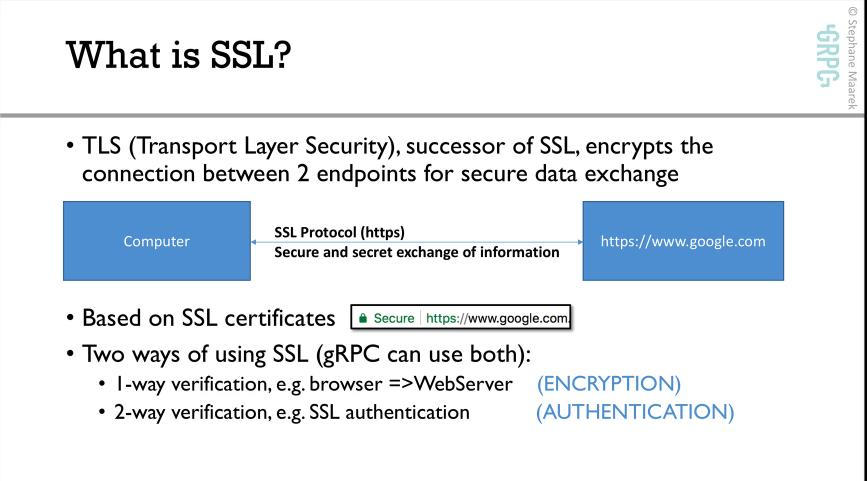 What is SSL?
© Stephane Maarek
gRPC
• TLS (Transport Layer Security), successor of SSL, encrypts the
connection between 2 endpoints for secure data exchange
Computer
SSL Protocol (https)
Secure and secret exchange of information
https://www.google.com
• Based on SSL certificates
Secure | https://www.google.com
• Two ways of using SSL (gRPC can use both):
• 1-way verification, e.g. browser =>WebServer (ENCRYPTION)
• 2-way verification, e.g. SSL authentication (AUTHENTICATION)